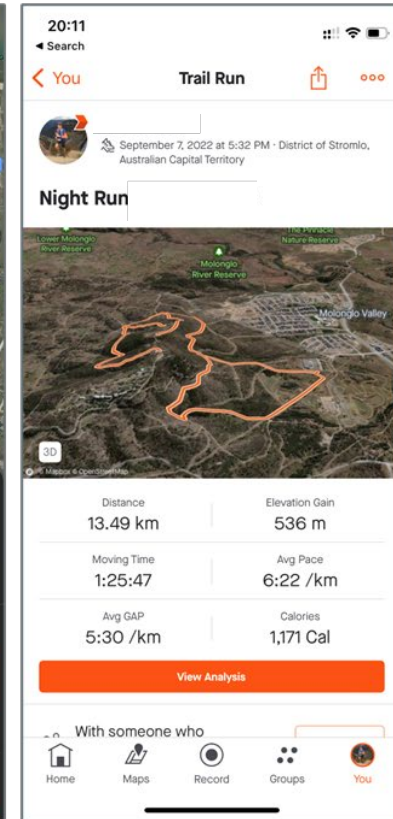 20:11
Search
You
Trail Run
September 7, 2022 at 5:32 PM · District of Stromlo,
Australian Capital Territory
Night Run
Lower Molonglo
River Reserve
The Pinnacle
Nature Reserve
Molonglo
River Reserve
Molonglo Valley
3D
© Mapbox © OpenStreetMap
Distance
13.49 km
Elevation Gain
536 m
Moving Time
1:25:47
Avg Pace
6:22 /km
Avg GAP
5:30 /km
Calories
1,171 Cal
View Analysis
With someone who
Home
Maps
Record
Groups
You